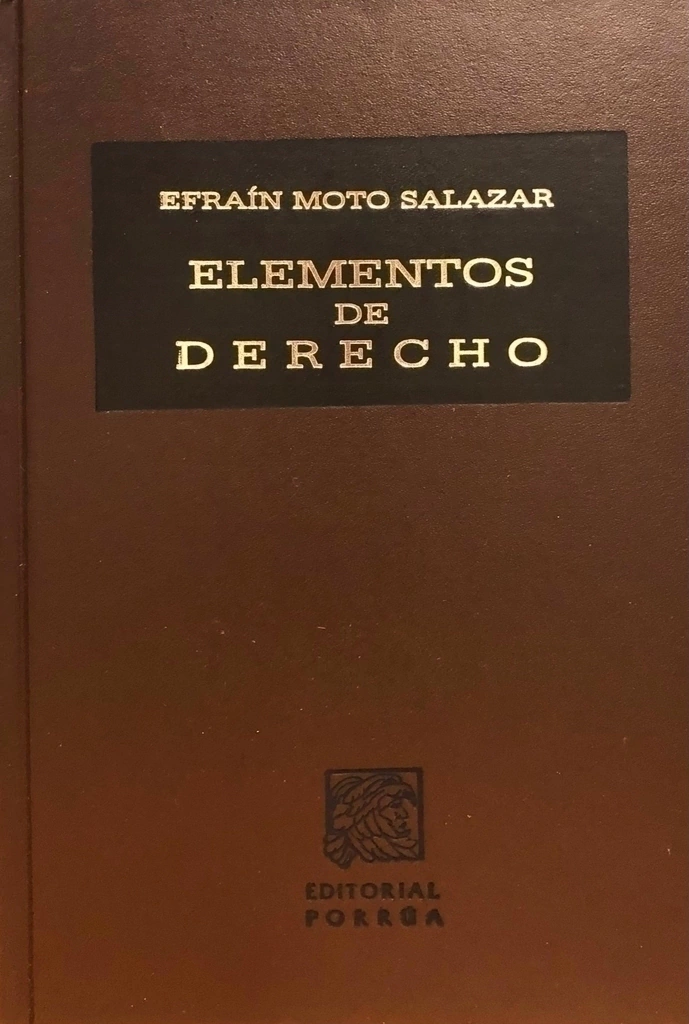 EFRAÍN MOTO SALAZAR
ELEMENTOS
DE
DERECHO
EDITORIAL
PORRÚA